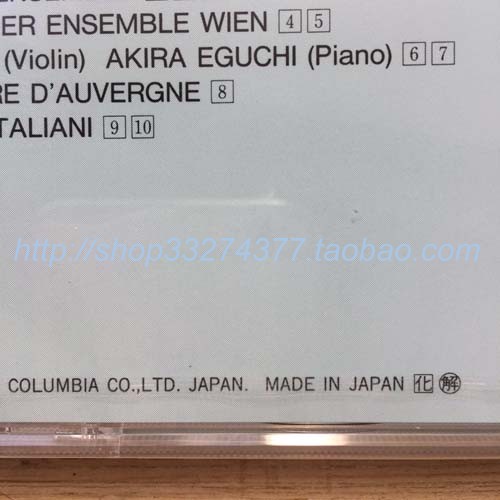 ER ENSEMBLE WIEN 4 5
(Violin) AKIRA EGUCHI (Piano) 6 7
RE D'AUVERGNE 8
ITALIANI 9 10
http://shop33274377.taobao.com
COLUMBIA CO.,LTD. JAPAN. MADE IN JAPAN 化 解